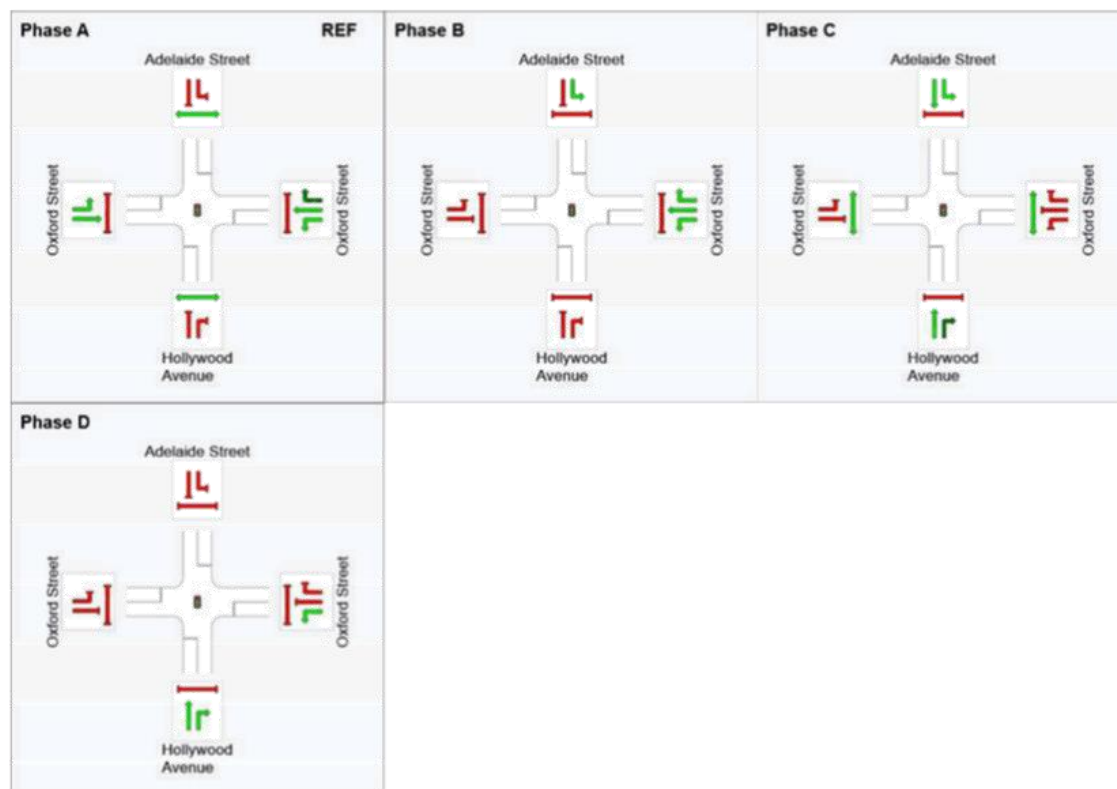 Phase A
REF
Adelaide Street
Oxford Street
Oxford Street
Hollywood
Avenue
Phase B
Adelaide Street
Oxford Street
Oxford Street
Hollywood
Avenue
Phase C
Adelaide Street
Oxford Street
Oxford Street
Hollywood
Avenue
Phase D
Adelaide Street
Oxford Street
Oxford Street
Hollywood
Avenue